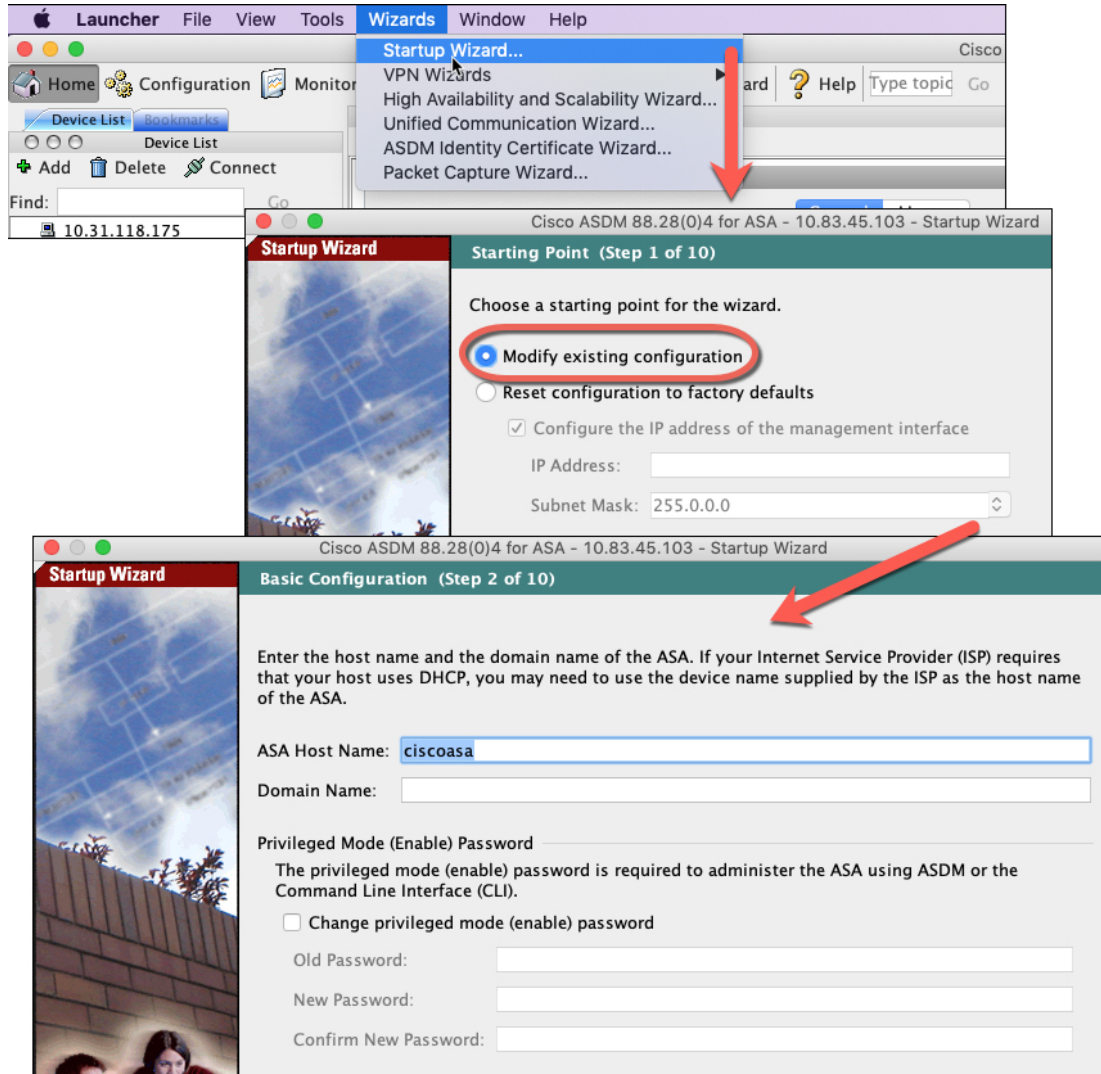 Launcher File View Tools Wizards Window Help
Startup Wizard...
VPN Wizards
High Availability and Scalability Wizard...
Unified Communication Wizard...
ASDM Identity Certificate Wizard...
Packet Capture Wizard...
Cisco
Home Configuration Monitor
ard Help Type topic Go
Device List Bookmarks
Device List
Add Delete Connect
Find: Go
10.31.118.175
Cisco ASDM 88.28(0)4 for ASA - 10.83.45.103 - Startup Wizard
Startup Wizard
Starting Point (Step 1 of 10)
Choose a starting point for the wizard.
Modify existing configuration
Reset configuration to factory defaults
Configure the IP address of the management interface
IP Address:
Subnet Mask: 255.0.0.0
Cisco ASDM 88.28(0)4 for ASA - 10.83.45.103 - Startup Wizard
Startup Wizard
Basic Configuration (Step 2 of 10)
Enter the host name and the domain name of the ASA. If your Internet Service Provider (ISP) requires
that your host uses DHCP, you may need to use the device name supplied by the ISP as the host name
of the ASA.
ASA Host Name: ciscoasa
Domain Name:
Privileged Mode (Enable) Password
The privileged mode (enable) password is required to administer the ASA using ASDM or the
Command Line Interface (CLI).
Change privileged mode (enable) password
Old Password:
New Password:
Confirm New Password: